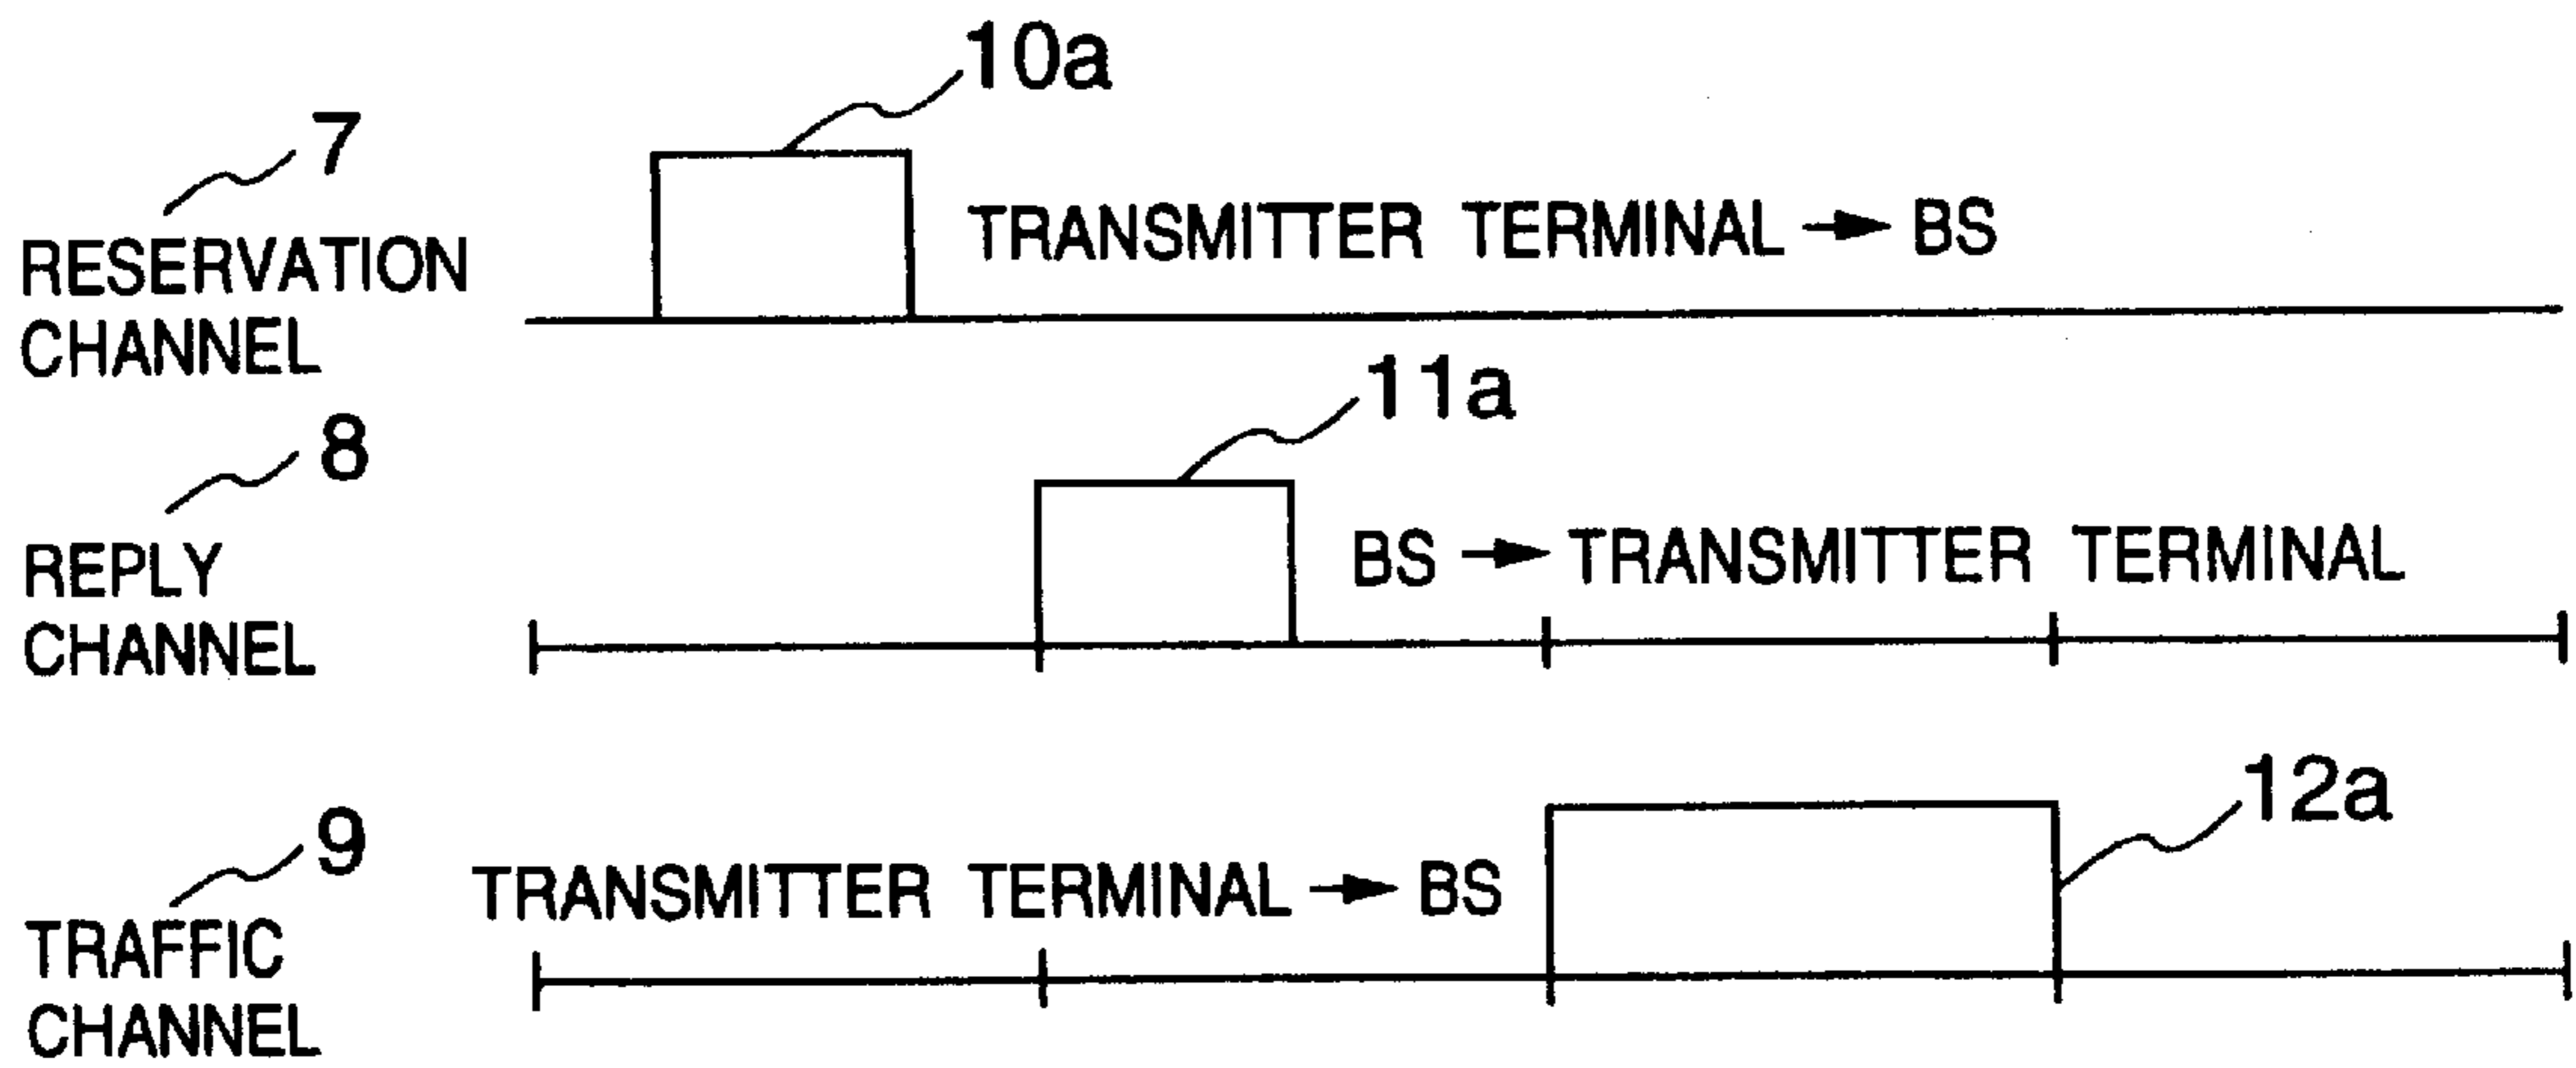 10a
7
RESERVATION
CHANNEL
TRANSMITTER TERMINAL → BS
11a
8
REPLY
CHANNEL
BS → TRANSMITTER TERMINAL
12a
9
TRAFFIC
CHANNEL
TRANSMITTER TERMINAL → BS